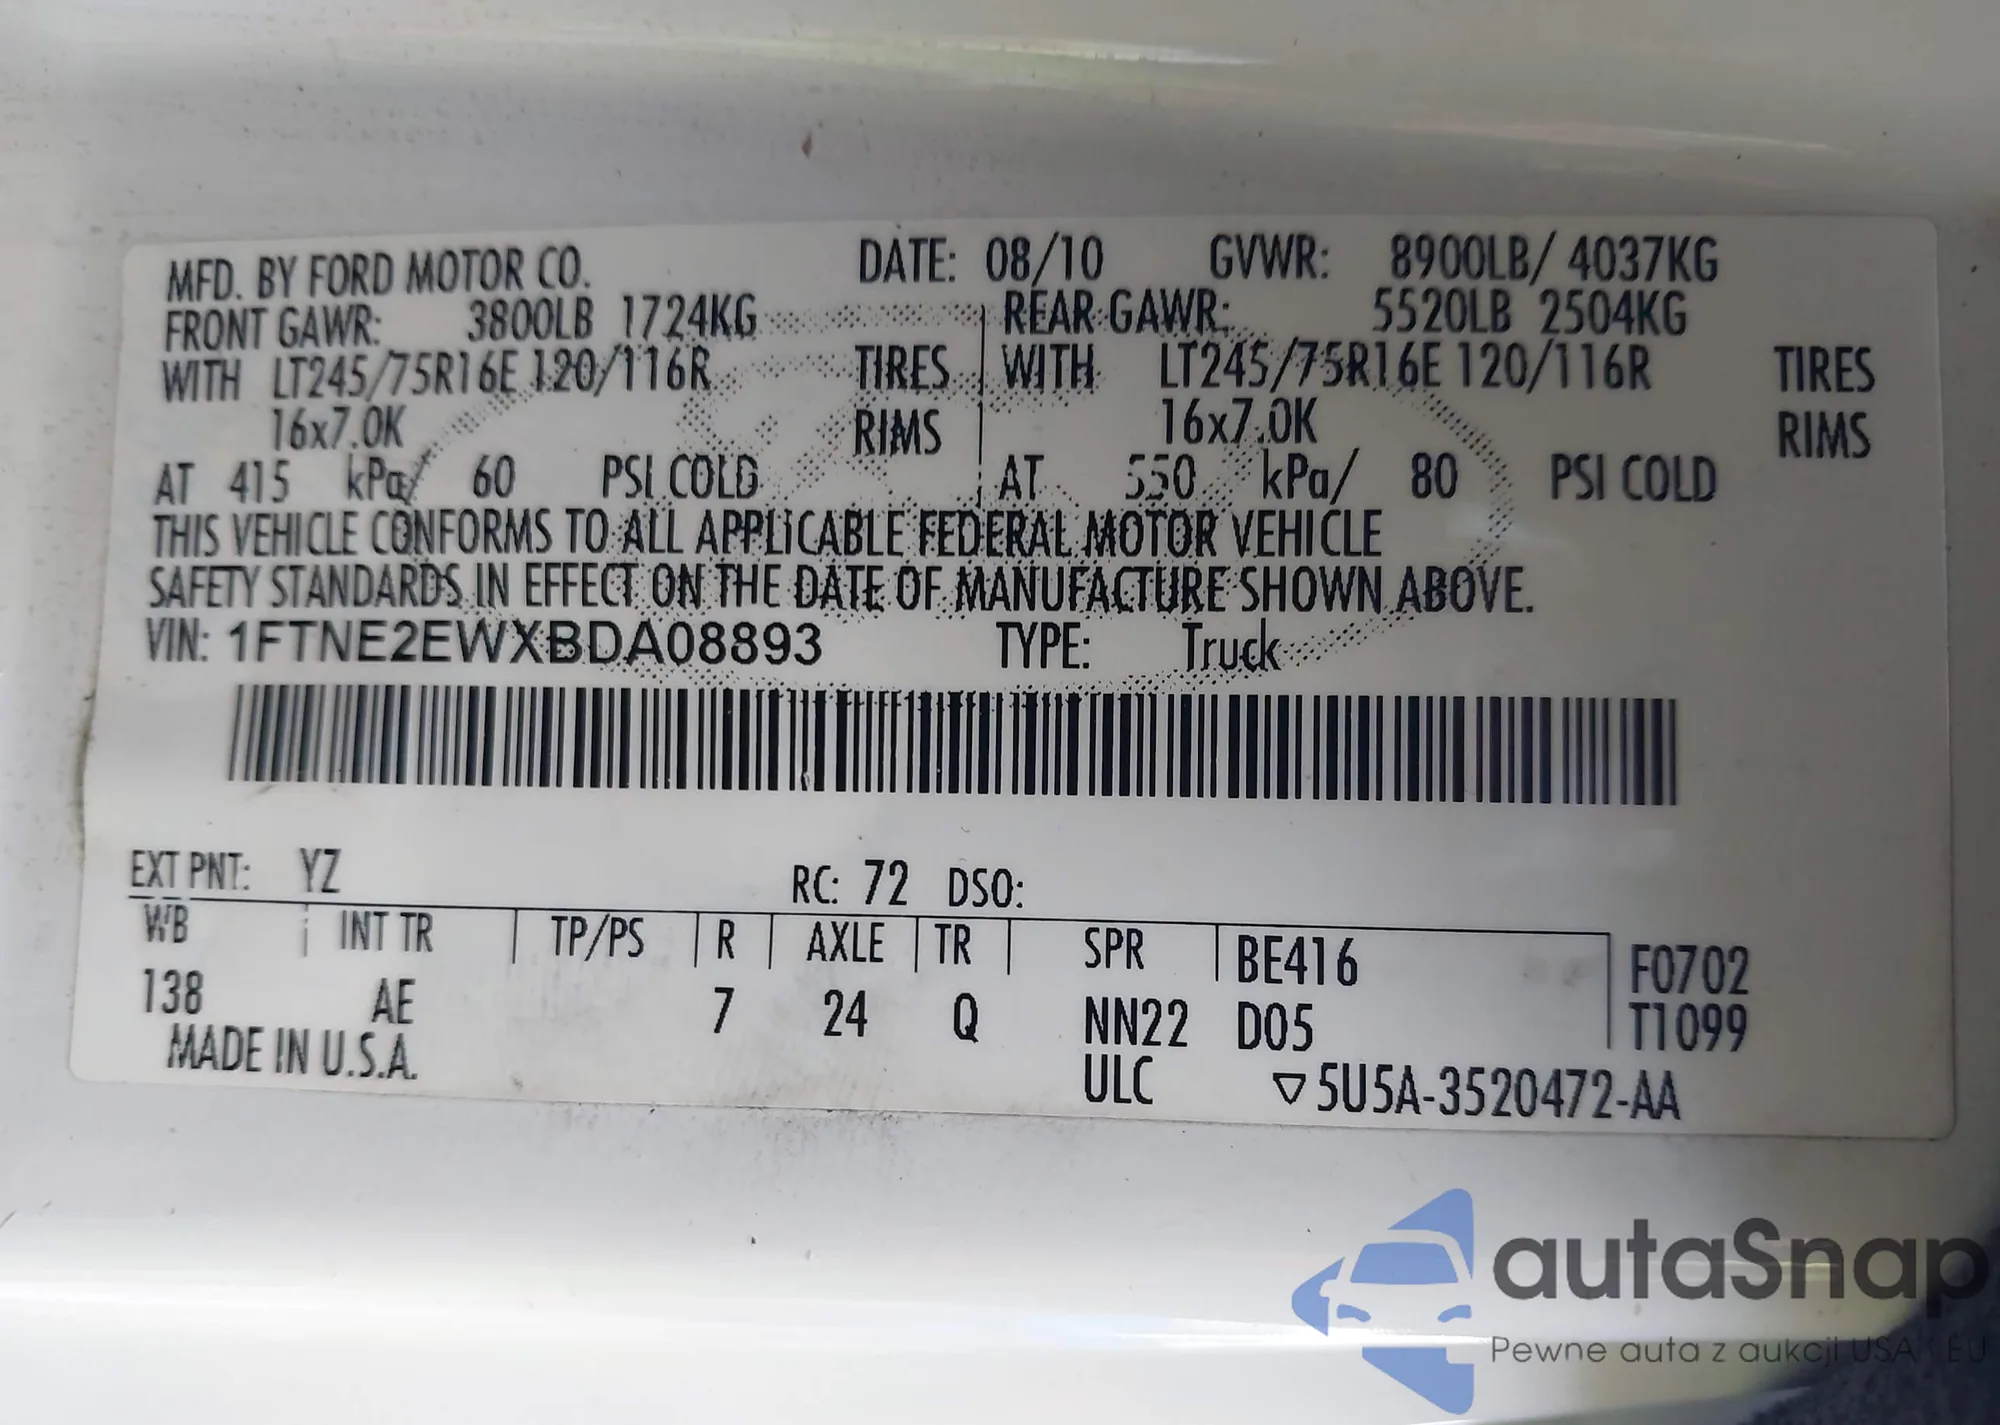 MFD. BY FORD MOTOR CO. DATE: 08/10 GVWR: 8900LB/ 4037KG
FRONT GAWR: 3800LB 1724KG REAR GAWR: 5520LB 2504KG
WITH LT245/75R16E 120/116R TIRES WITH LT245/75R16E 120/116R TIRES
16x7.0K RIMS 16x7.0K RIMS
AT 415 kPa/ 60 PSI COLD AT 550 kPa/ 80 PSI COLD
THIS VEHICLE CONFORMS TO ALL APPLICABLE FEDERAL MOTOR VEHICLE
SAFETY STANDARDS IN EFFECT ON THE DATE OF MANUFACTURE SHOWN ABOVE.
VIN: 1FTNE2EWXBDA08893 TYPE: Truck
EXT PNT: YZ RC: 72 DSO:
WB INT TR TP/PS R AXLE TR SPR BE416 F0702
138 AE 7 24 Q NN22 D05 T1099
MADE IN U.S.A. ULC ▽5U5A-3520472-AA
autaSnap
Pewne auta z aukcji USA i EU